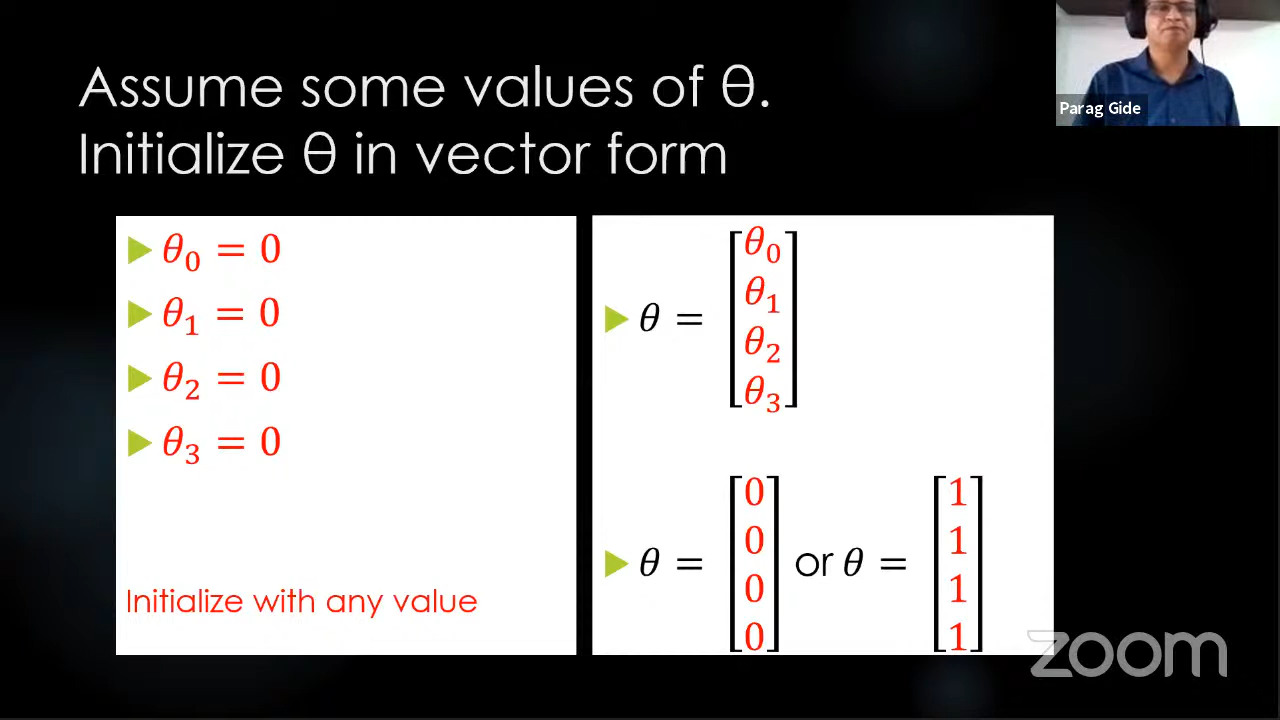 Assume some values of θ.
Initialize θ in vector form
Parag Gide
θ₀ = 0
θ₁ = 0
θ₂ = 0
θ₃ = 0
Initialize with any value
θ = [θ₀ θ₁ θ₂ θ₃]
θ = [0 0 0 0] or θ = [1 1 1 1]
zoom